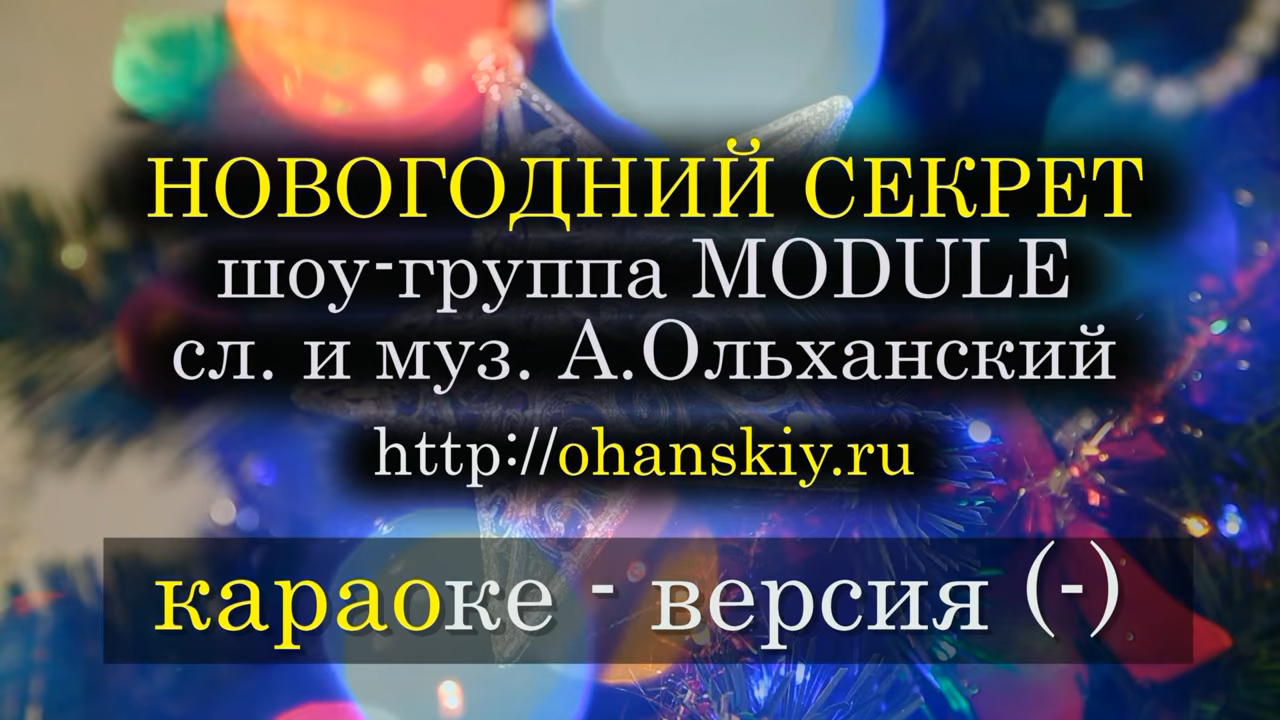 НОВОГОДНИЙ СЕКРЕТ
шоу-группа MODULE
сл. и муз. А.Ольханский
http://ohanskiy.ru
караоке - версия (-)